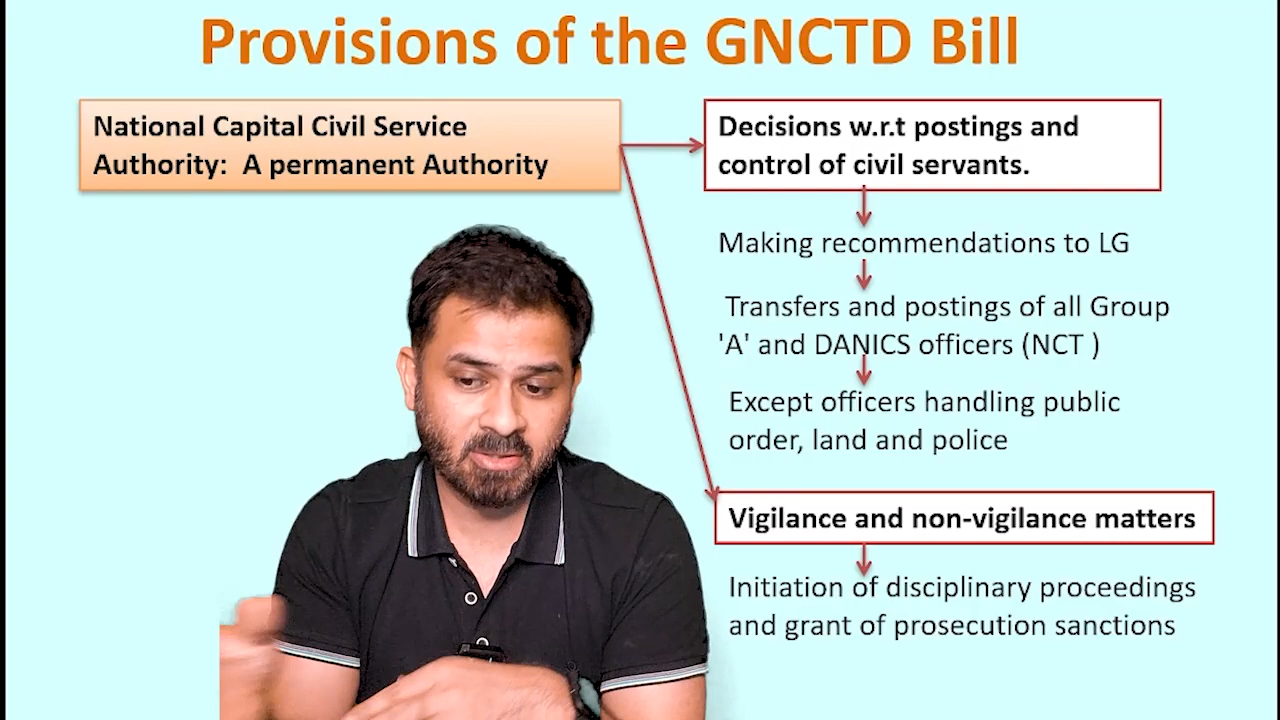 Provisions of the GNCTD Bill
National Capital Civil Service
Authority: A permanent Authority
Decisions w.r.t postings and
control of civil servants.
Making recommendations to LG
Transfers and postings of all Group
'A' and DANICS officers (NCT )
Except officers handling public
order, land and police
Vigilance and non-vigilance matters
Initiation of disciplinary proceedings
and grant of prosecution sanctions